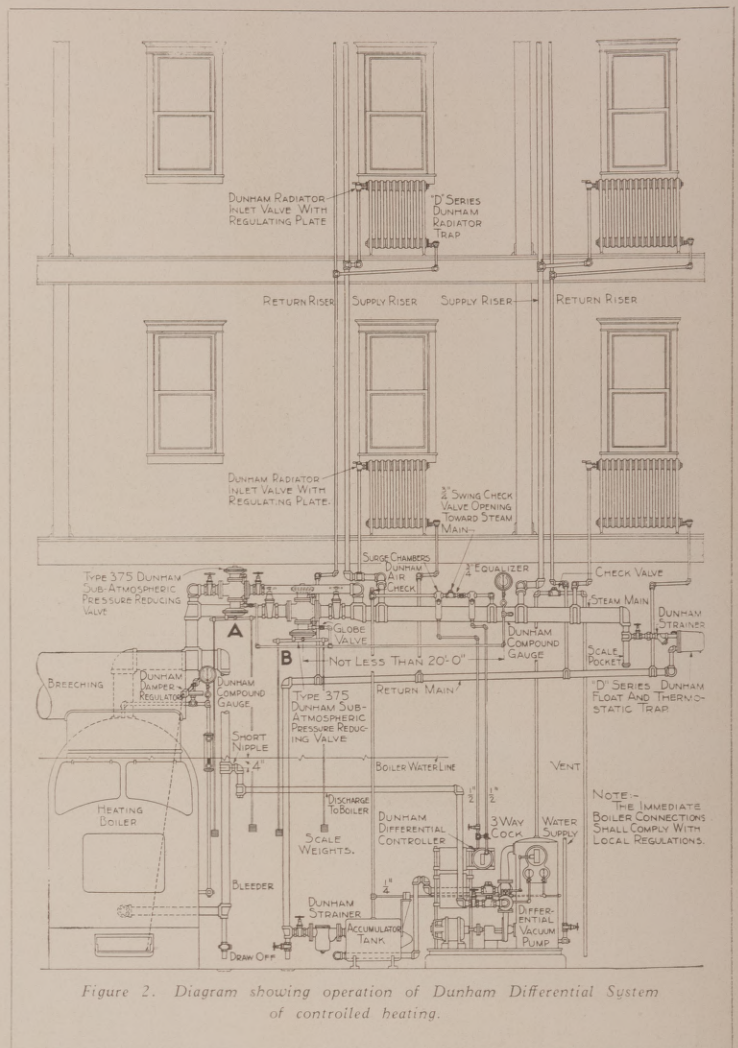 DUNHAM RADIATOR
INLET VALVE WITH
REGULATING PLATE
"D" SERIES
DUNHAM
RADIATOR
TRAP
RETURN RISER
SUPPLY RISER
SUPPLY RISER
RETURN RISER
DUNHAM RADIATOR
INLET VALVE WITH
REGULATING PLATE.
3/4" SWING CHECK
VALVE OPENING
TOWARD STEAM
MAIN
SURGE CHAMBERS
DUNHAM
AIR
CHECK
3/4" EQUALIZER
CHECK VALVE
TYPE 375 DUNHAM
SUB-ATMOSPHERIC
PRESSURE REDUCING
VALVE
STEAM MAIN
DUNHAM
STRAINER
A
GLOBE
VALVE
B
NOT LESS THAN 20'-0"
DUNHAM
COMPOUND
GAUGE
SCALE
POCKET
BREECHING
DUNHAM
DAMPER
REGULATOR
DUNHAM
COMPOUND
GAUGE
RETURN MAIN
TYPE 375
DUNHAM SUB-
ATMOSPHERIC
PRESSURE REDUC-
ING VALVE
"D" SERIES DUNHAM
FLOAT AND THERMO-
STATIC TRAP
SHORT
NIPPLE
4"
BOILER WATER LINE
VENT
HEATING
BOILER
DISCHARGE
TO BOILER
1/2"
1/2"
NOTE:-
THE IMMEDIATE
BOILER CONNECTIONS
SHALL COMPLY WITH
LOCAL REGULATIONS.
SCALE
WEIGHTS.
DUNHAM
DIFFERENTIAL
CONTROLLER
3 WAY
COCK
WATER
SUPPLY
BLEEDER
1/2"
DUNHAM
STRAINER
ACCUMULATOR
TANK
DIFFER-
ENTIAL
VACUUM
PUMP
DRAW OFF
Figure 2. Diagram showing operation of Dunham Differential System
of controlled heating.